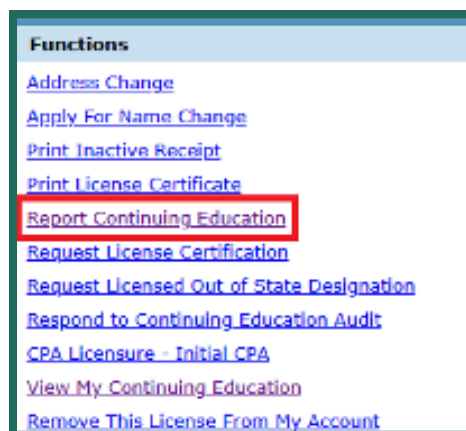 Functions
Address Change
Apply For Name Change
Print Inactive Receipt
Print License Certificate
Report Continuing Education
Request License Certification
Request Licensed Out of State Designation
Respond to Continuing Education Audit
CPA Licensure - Initial CPA
View My Continuing Education
Remove This License From My Account